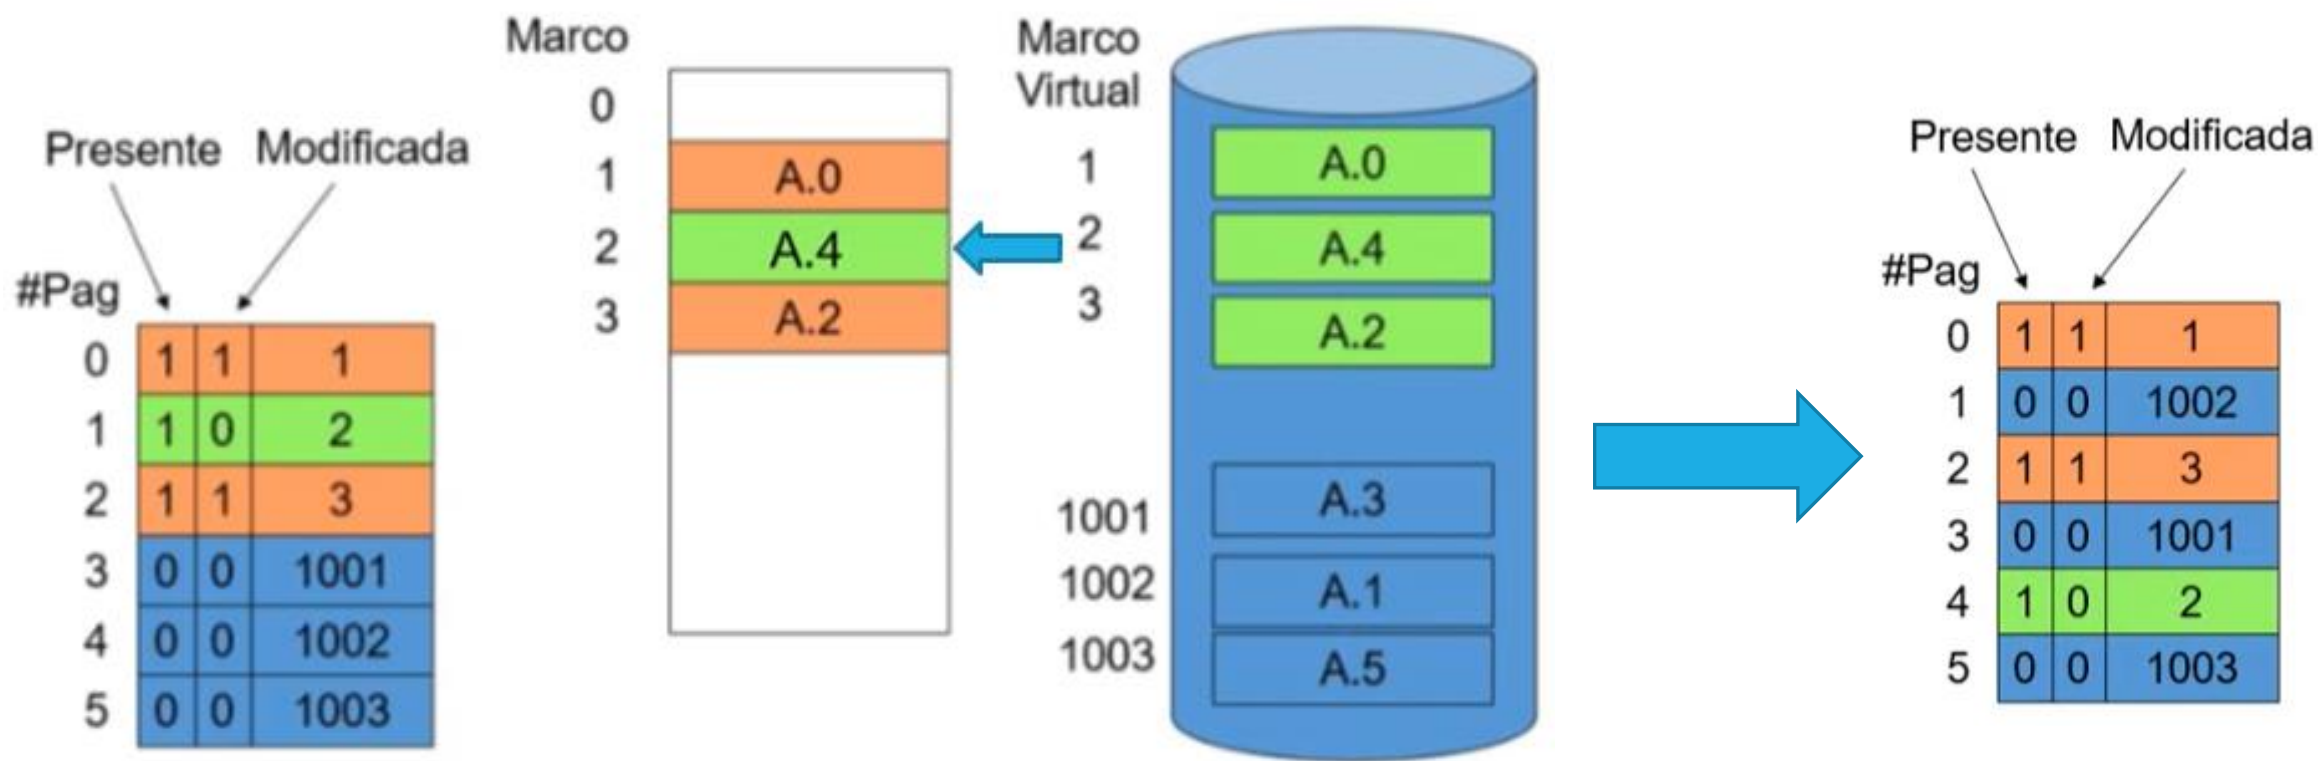 Presente Modificada
#Pag
0 1 1 1
1 1 0 2
2 1 1 3
3 0 0 1001
4 0 0 1002
5 0 0 1003
Marco
0
1 A.0
2 A.4
3 A.2
Marco
Virtual
1 A.0
2 A.4
3 A.2
1001 A.3
1002 A.1
1003 A.5
Presente Modificada
#Pag
0 1 1 1
1 0 0 1002
2 1 1 3
3 0 0 1001
4 1 0 2
5 0 0 1003